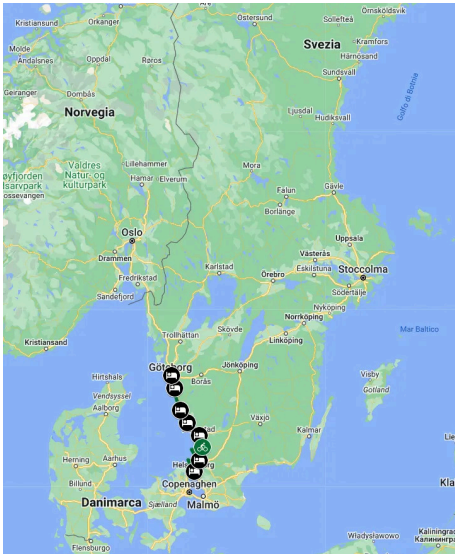 Kristiansund
Östersund
Örnsköldsvik
Sollefteå
Svezia
Orkanger
Molde
Kramfors
Åndalsnes
Oppdal
Røros
Härnösand
Sundsvall
Geiranger
Dombås
Golfo di Botnia
Norvegia
Ljusdal
Hudiksvall
Lillehammer
Mora
Valdres
Natur- og
kulturpark
Hamar
Elverum
Falun
Gävle
Borlänge
Oslo
Uppsala
Drammen
Västerås
Karlstad
Örebro
Eskilstuna
Stoccolma
Fredrikstad
Sandefjord
Södertälje
Nyköping
Norrköping
Trollhättan
Skövde
Linköping
Mar Baltico
Kristiansand
Göteborg
Jönköping
Hirtshals
Borås
Visby
Gotland
Vendsyssel
Aalborg
Växjö
Kalmar
Herning
Aarhus
Billund
Copenaghen
Danimarca
Sjælland
Malmö
Władysławowo
Flensburgo